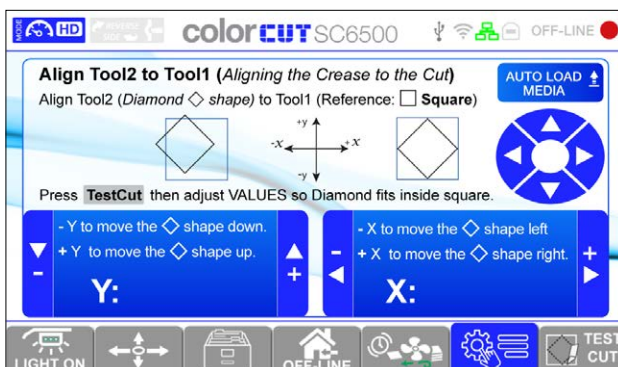 MODE HD REVERSE SIDE colorCUT SC6500 OFF-LINE
Align Tool2 to Tool1 (Aligning the Crease to the Cut)
AUTO LOAD
MEDIA
Align Tool2 (Diamond ◇ shape) to Tool1 (Reference: □ Square)
+y
-x +x
-y
Press TestCut then adjust VALUES so Diamond fits inside square.
- Y to move the ◇ shape down.
+ Y to move the ◇ shape up.
- +
Y:
- X to move the ◇ shape left
+ X to move the ◇ shape right.
- +
X:
LIGHT ON
OFF-LINE
TEST
CUT